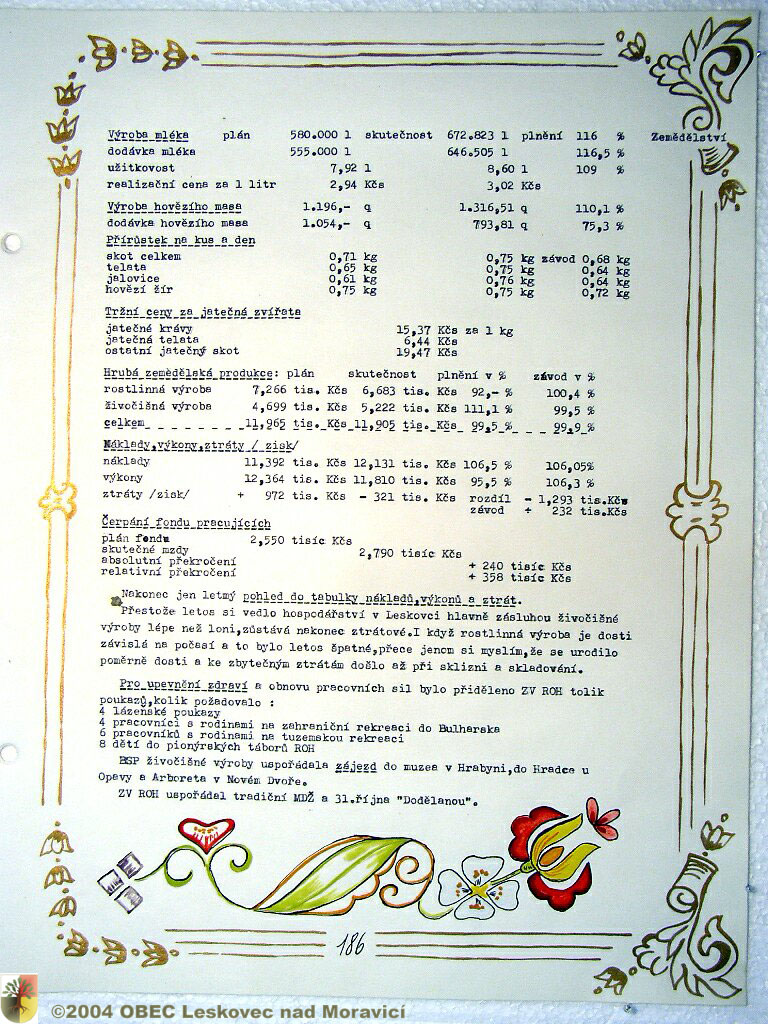 Výroba mléka plán 580.000 l skutečnost 672.823 l plnění 116 % Zemědělství
dodávka mléka 555.000 l 646.505 l 116,5 %
užitkovost 7,92 l 8,60 l 109 %
realizační cena za 1 litr 2,94 Kčs 3,02 Kčs
Výroba hovězího masa 1.196,- q 1.316,51 q 110,1 %
dodávka hovězího masa 1.054,- q 793,81 q 75,3 %
Přírůstek na kus a den
skot celkem 0,71 kg 0,75 kg závod 0,68 kg
telata 0,65 kg 0,75 kg 0,64 kg
jalovice 0,61 kg 0,76 kg 0,64 kg
hovězí žír 0,75 kg 0,75 kg 0,72 kg
Tržní ceny za jatečná zvířata
jatečné krávy 15,37 Kčs za 1 kg
jatečná telata 6,44 Kčs
ostatní jatečný skot 19,47 Kčs
Hrubá zemědělská produkce: plán skutečnost plnění v % závod v %
rostlinná výroba 7,266 tis. Kčs 6,683 tis. Kčs 92,- % 100,4 %
živočišná výroba 4,699 tis. Kčs 5,222 tis. Kčs 111,1 % 99,5 %
celkem 11,965 tis. Kčs 11,905 tis. Kčs 99,5 % 99,9 %
Náklady,výkony,ztráty / zisk/
náklady 11,392 tis. Kčs 12,131 tis. Kčs 106,5 % 106,05%
výkony 12,364 tis. Kčs 11,810 tis. Kčs 95,5 % 106,3 %
ztráty /zisk/ + 972 tis. Kčs - 321 tis. Kčs rozdíl - 1,293 tis.Kčs
závod + 232 tis.Kčs
Čerpání fondu pracujících
plán fondu 2,550 tisíc Kčs
skutečné mzdy 2,790 tisíc Kčs
absolutní překročení + 240 tisíc Kčs
relativní překročení + 358 tisíc Kčs
Nakonec jen letmý pohled do tabulky nákladů,výkonů a ztrát.
Přestože letos si vedlo hospodářství v Leskovci hlavně zásluhou živočišné
výroby lépe než loni,zůstává nakonec ztrátové.I když rostlinná výroba je dosti
závislá na počasí a to bylo letos špatné,přece jenom si myslím,že se urodilo
poměrně dosti a ke zbytečným ztrátám došlo až při sklizni a skladování.
Pro upevnění zdraví a obnovu pracovních sil bylo přiděleno ZV ROH tolik
poukazů,kolik požadovalo :
4 lázeňské poukazy
4 pracovníci s rodinami na zahraniční rekreaci do Bulharska
6 pracovníků s rodinami na tuzemskou rekreaci
8 dětí do pionýrských táborů ROH
BSP živočišné výroby uspořádala zájezd do muzea v Hrabyni,do Hradce u
Opavy a Arboreta v Novém Dvoře.
ZV ROH uspořádal tradiční MDŽ a 31.října "Dodělanou".
186
©2004 OBEC Leskovec nad Moravicí